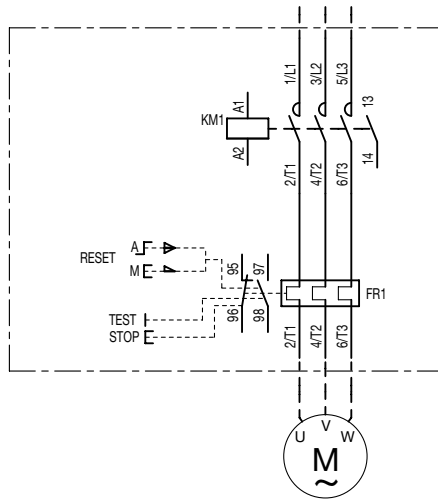 1/L1
3/L2
5/L3
13
A1
KM1
A2
14
2/T1
4/T2
6/T3
A
RESET
M
95
97
FR1
TEST
STOP
96
98
2/T1
4/T2
6/T3
U
V
W
M
~